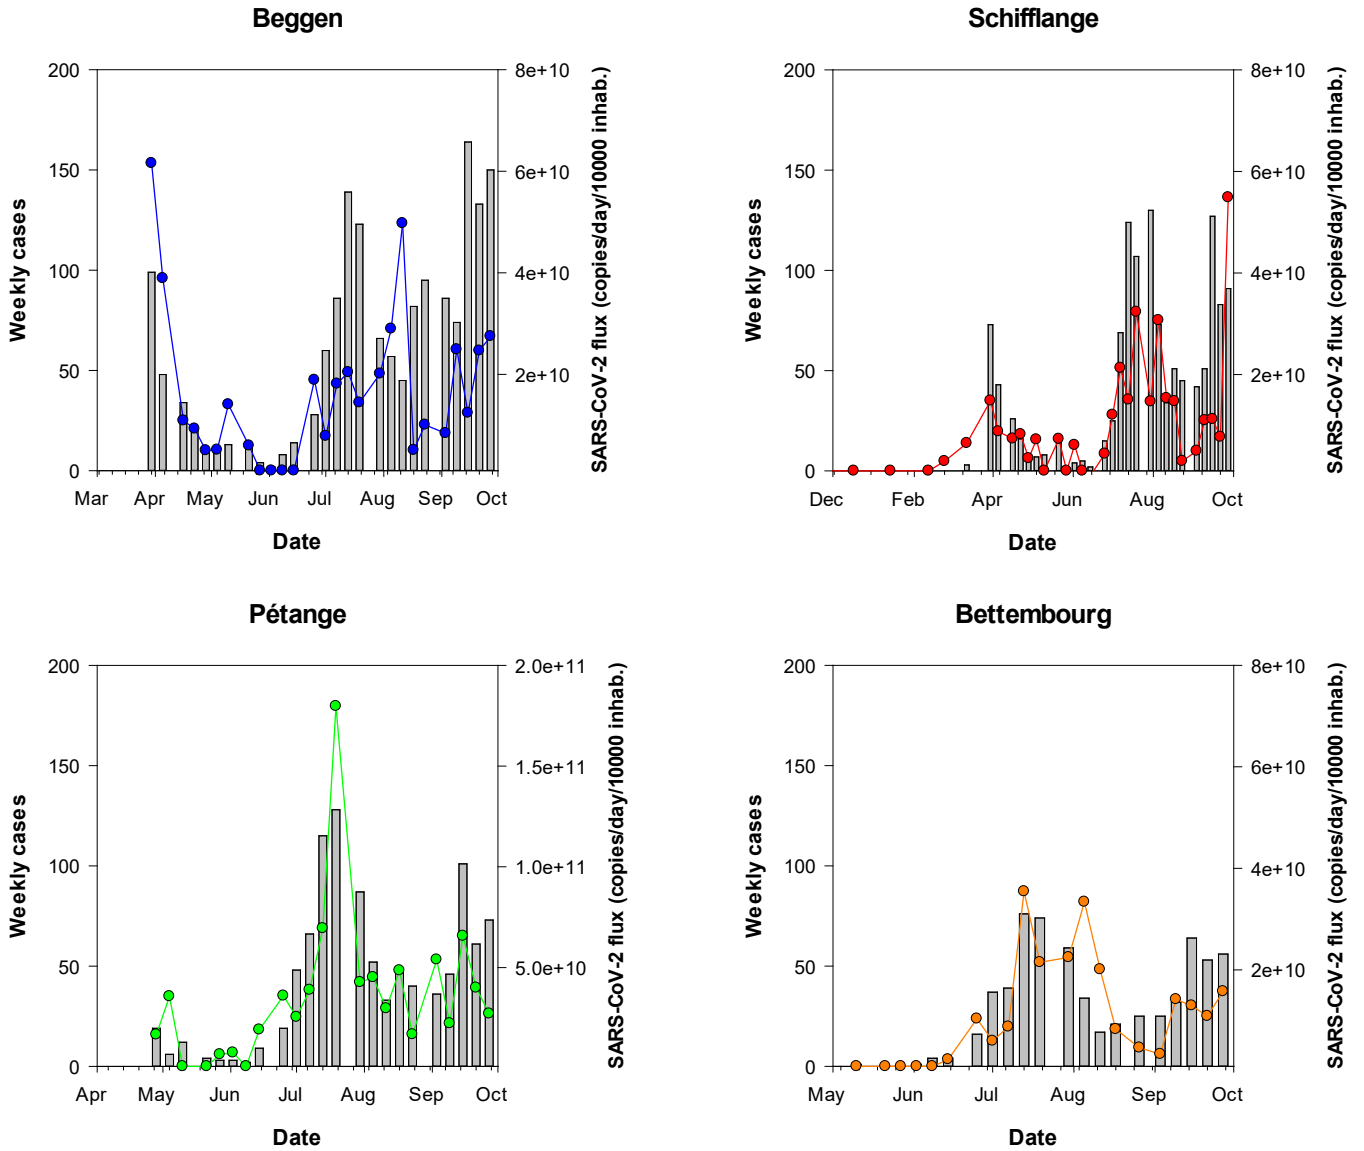 Beggen
200
150
100
50
0
Weekly cases
8e+10
6e+10
4e+10
2e+10
SARS-CoV-2 flux (copies/day/10000 inhab.)
Mar Apr May Jun Jul Aug Sep Oct
Date
Schifflange
200
150
100
50
0
Weekly cases
8e+10
6e+10
4e+10
2e+10
SARS-CoV-2 flux (copies/day/10000 inhab.)
Dec Feb Apr Jun Aug Oct
Date
Pétange
200
150
100
50
0
Weekly cases
2.0e+11
1.5e+11
1.0e+11
5.0e+10
SARS-CoV-2 flux (copies/day/10000 inhab.)
Apr May Jun Jul Aug Sep Oct
Date
Bettembourg
200
150
100
50
0
Weekly cases
8e+10
6e+10
4e+10
2e+10
SARS-CoV-2 flux (copies/day/10000 inhab.)
May Jun Jul Aug Sep Oct
Date